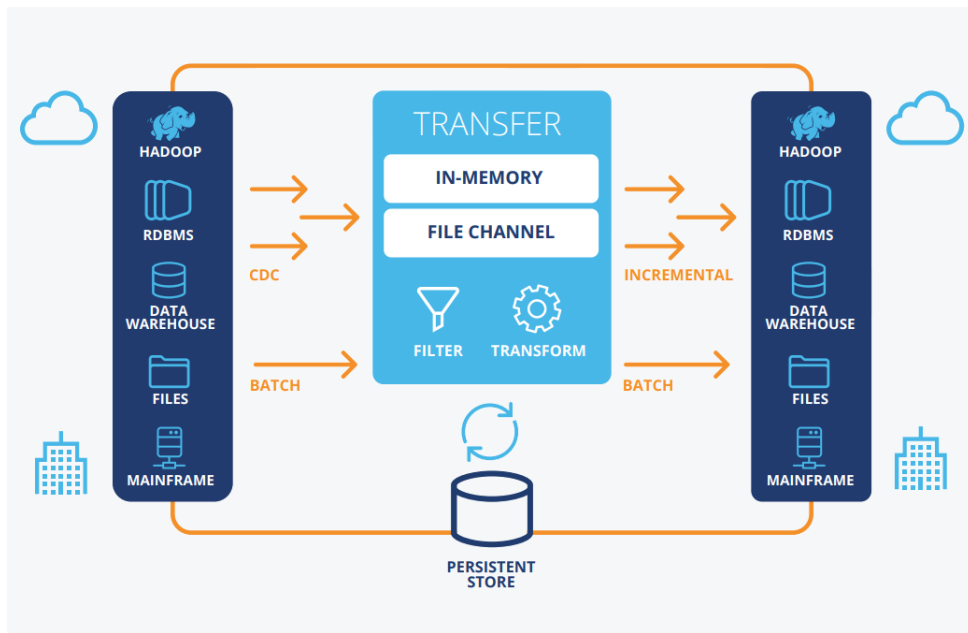 HADOOP
RDBMS
DATA
WAREHOUSE
FILES
MAINFRAME
CDC
BATCH
TRANSFER
IN-MEMORY
FILE CHANNEL
FILTER
TRANSFORM
PERSISTENT
STORE
INCREMENTAL
BATCH
HADOOP
RDBMS
DATA
WAREHOUSE
FILES
MAINFRAME